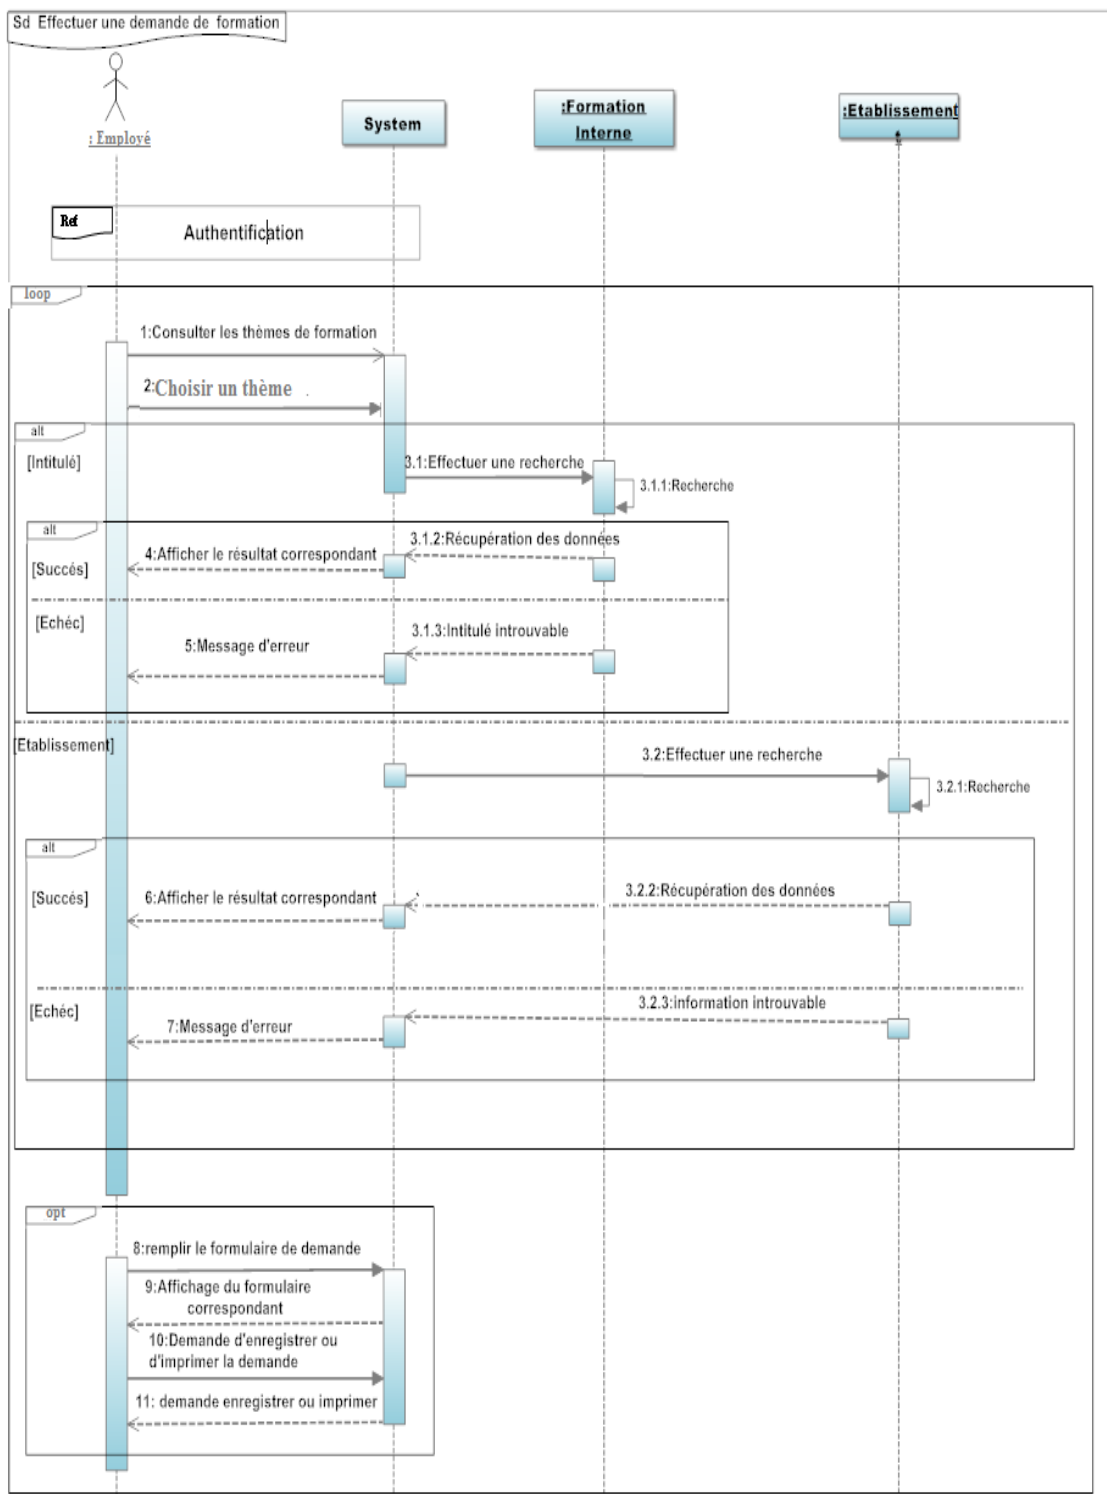 Sd Effectuer une demande de formation
: Employé
System
:Formation
Interne
:Etablissement
Ref
Authentification
loop
1:Consulter les thèmes de formation
2:Choisir un thème .
alt
[Intitulé]
3.1:Effectuer une recherche
3.1.1:Recherche
alt
3.1.2:Récupération des données
4:Afficher le résultat correspondant
[Succés]
[Echéc]
3.1.3:Intitulé introuvable
5:Message d'erreur
[Etablissement]
3.2:Effectuer une recherche
3.2.1:Recherche
alt
[Succés]
6:Afficher le résultat correspondant
3.2.2:Récupération des données
[Echéc]
3.2.3:information introuvable
7:Message d'erreur
opt
8:remplir le formulaire de demande
9:Affichage du formulaire
correspondant
10:Demande d'enregistrer ou
d'imprimer la demande
11: demande enregistrer ou imprimer